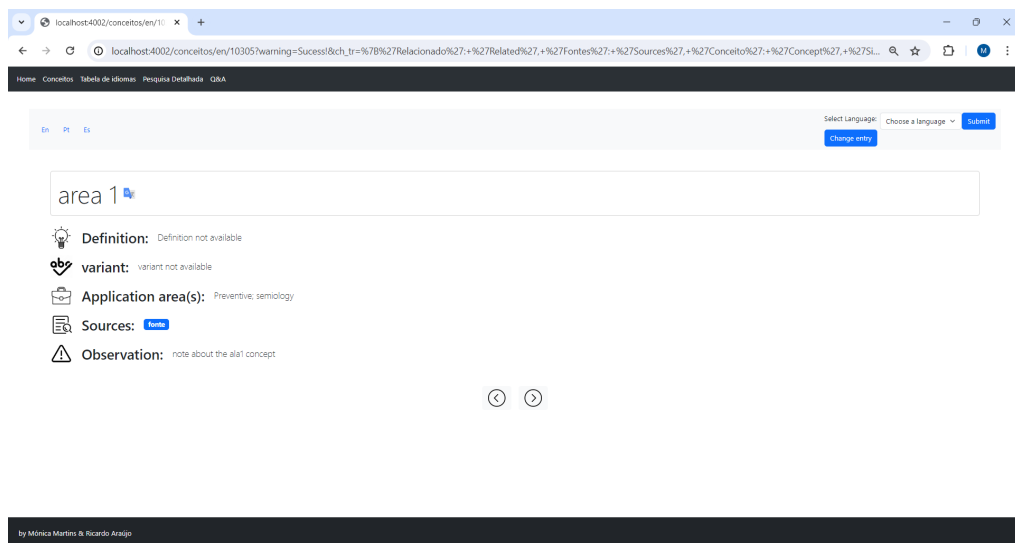 localhost:4002/conceitos/en/10
localhost:4002/conceitos/en/10305?warning=Sucess!&ch_tr=%7B%27Relacionado%27:+%27Related%27,+%27Fontes%27:+%27Sources%27,+%27Conceito%27:+%27Concept%27,+%27Si...
M
Home Conceitos Tabela de idiomas Pesquisa Detalhada Q&A
En Pt Es
Select Language: Choose a language Submit
Change entry
area 1
Definition: Definition not available
abc variant: variant not available
Application area(s): Preventive; semiology
Sources: fonte
Observation: note about the ala1 concept
by Mónica Martins & Ricardo Araújo